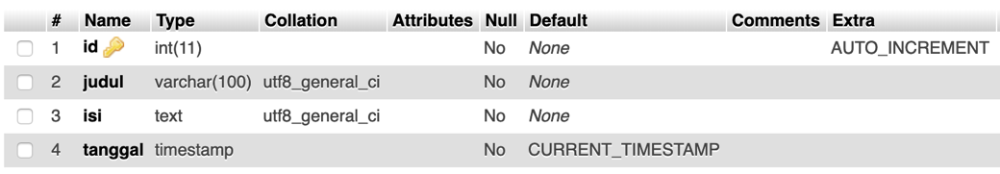 # Name Type Collation Attributes Null Default Comments Extra
1 id int(11) No None AUTO_INCREMENT
2 judul varchar(100) utf8_general_ci No None
3 isi text utf8_general_ci No None
4 tanggal timestamp No CURRENT_TIMESTAMP